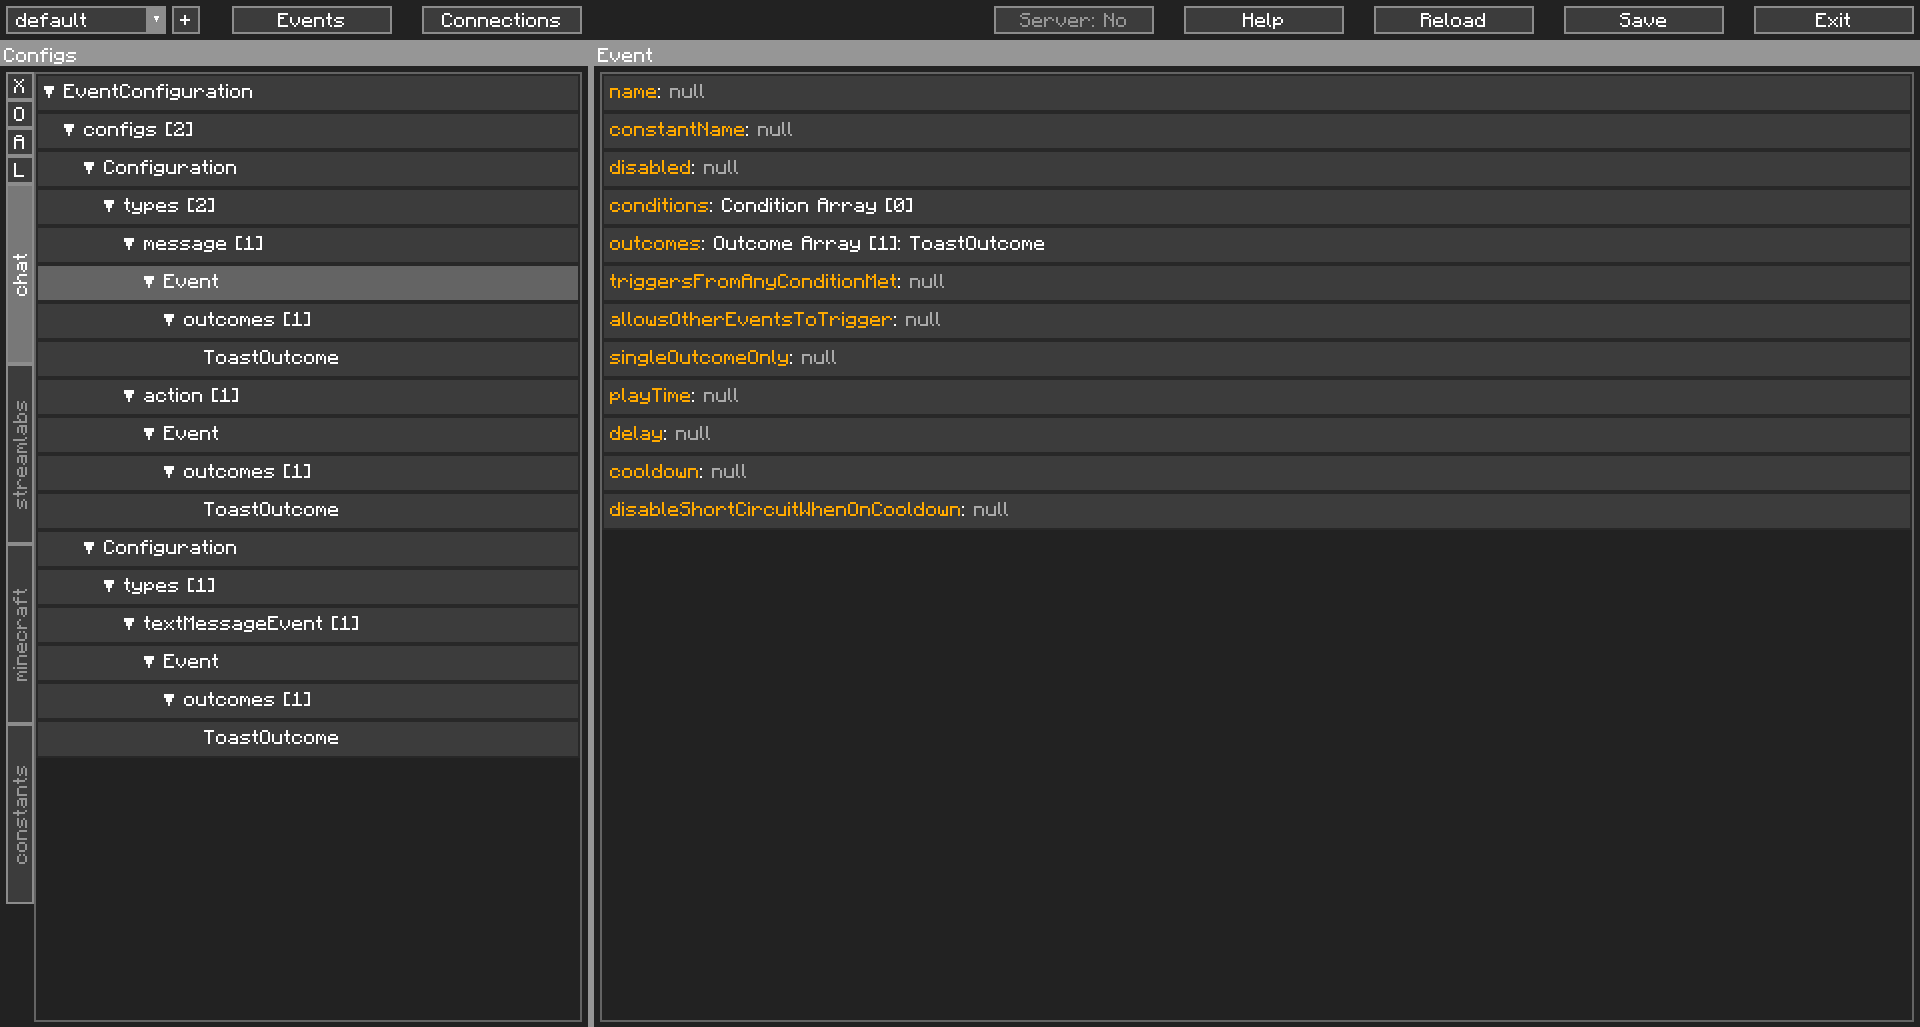 default ▼ + Events Connections Server: No Help Reload Save Exit
Configs
Event
X
O
A
L
chat
streamlabs
minecraft
constants
▼ EventConfiguration
▼ configs [2]
▼ Configuration
▼ types [2]
▼ message [1]
▼ Event
▼ outcomes [1]
ToastOutcome
▼ action [1]
▼ Event
▼ outcomes [1]
ToastOutcome
▼ Configuration
▼ types [1]
▼ textMessageEvent [1]
▼ Event
▼ outcomes [1]
ToastOutcome
name: null
constantName: null
disabled: null
conditions: Condition Array [0]
outcomes: Outcome Array [1]: ToastOutcome
triggersFromAnyConditionMet: null
allowsOtherEventsToTrigger: null
singleOutcomeOnly: null
playTime: null
delay: null
cooldown: null
disableShortCircuitWhenOnCooldown: null